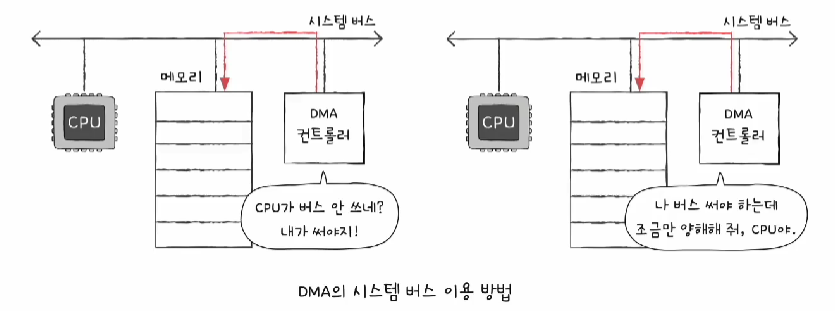 시스템 버스
메모리
CPU
DMA
컨트롤러
CPU가 버스 안 쓰네?
내가 써야지!
시스템 버스
메모리
CPU
DMA
컨트롤러
나 버스 써야 하는데
조금만 양해해 줘, CPU야.
DMA의 시스템 버스 이용 방법